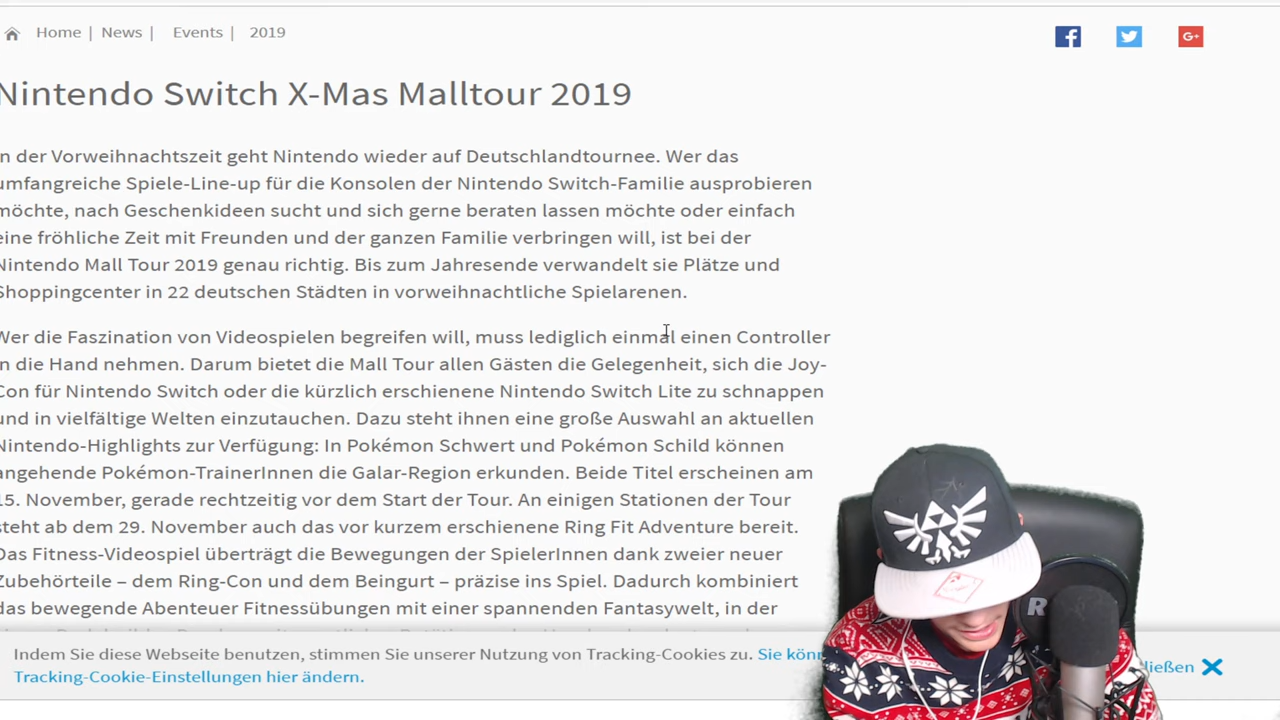 Home | News | Events | 2019
Nintendo Switch X-Mas Malltour 2019
n der Vorweihnachtszeit geht Nintendo wieder auf Deutschlandtournee. Wer das
umfangreiche Spiele-Line-up für die Konsolen der Nintendo Switch-Familie ausprobieren
möchte, nach Geschenkideen sucht und sich gerne beraten lassen möchte oder einfach
eine fröhliche Zeit mit Freunden und der ganzen Familie verbringen will, ist bei der
Nintendo Mall Tour 2019 genau richtig. Bis zum Jahresende verwandelt sie Plätze und
Shoppingcenter in 22 deutschen Städten in vorweihnachtliche Spielarenen.
Wer die Faszination von Videospielen begreifen will, muss lediglich einmal einen Controller
n die Hand nehmen. Darum bietet die Mall Tour allen Gästen die Gelegenheit, sich die Joy-
Con für Nintendo Switch oder die kürzlich erschienene Nintendo Switch Lite zu schnappen
und in vielfältige Welten einzutauchen. Dazu steht ihnen eine große Auswahl an aktuellen
Nintendo-Highlights zur Verfügung: In Pokémon Schwert und Pokémon Schild können
angehende Pokémon-TrainerInnen die Galar-Region erkunden. Beide Titel erscheinen am
15. November, gerade rechtzeitig vor dem Start der Tour. An einigen Stationen der Tour
steht ab dem 29. November auch das vor kurzem erschienene Ring Fit Adventure bereit.
Das Fitness-Videospiel überträgt die Bewegungen der SpielerInnen dank zweier neuer
Zubehörteile – dem Ring-Con und dem Beingurt – präzise ins Spiel. Dadurch kombiniert
das bewegende Abenteuer Fitnessübungen mit einer spannenden Fantasywelt, in der
Indem Sie diese Webseite benutzen, stimmen Sie unserer Nutzung von Tracking-Cookies zu. Sie könn
ließen
Tracking-Cookie-Einstellungen hier ändern.